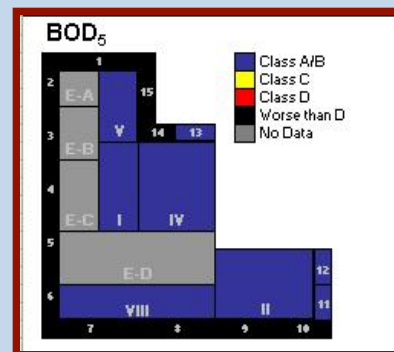 BOD5
Class A/B
Class C
Class D
Worse than D
No Data
1
2
E-A
15
3
E-B
V
14
13
4
E-C
I
IV
5
E-D
12
6
VIII
II
11
7
8
9
10